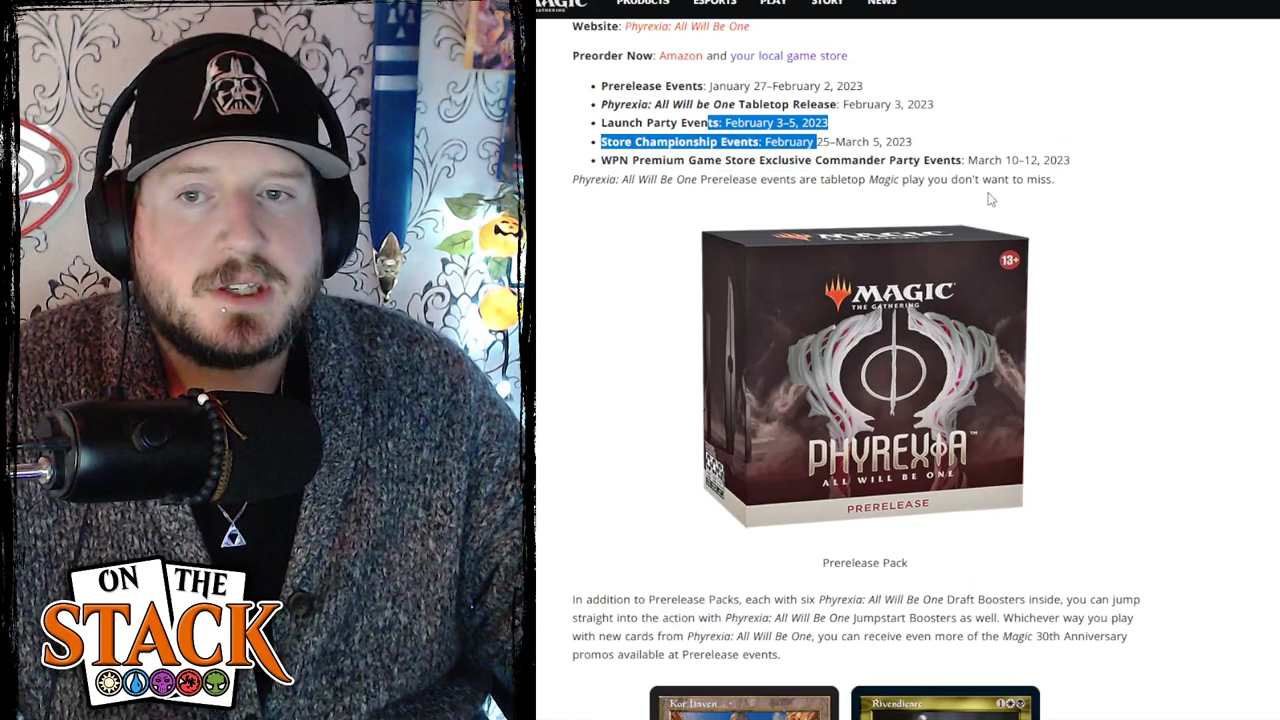 MAGIC
GATHERING
PRODUCTS
ESPORTS
PLAY
STORY
NEWS
Website: Phyrexia: All Will Be One
Preorder Now: Amazon and your local game store
• Prerelease Events: January 27–February 2, 2023
• Phyrexia: All Will be One Tabletop Release: February 3, 2023
• Launch Party Events: February 3–5, 2023
• Store Championship Events: February 25–March 5, 2023
• WPN Premium Game Store Exclusive Commander Party Events: March 10–12, 2023
Phyrexia: All Will Be One Prerelease events are tabletop Magic play you don't want to miss.
MAGIC
13+
MAGIC
THE GATHERING
PHYREXIA™
ALL WILL BE ONE
PRERELEASE
Prerelease Pack
In addition to Prerelease Packs, each with six Phyrexia: All Will Be One Draft Boosters inside, you can jump
straight into the action with Phyrexia: All Will Be One Jumpstart Boosters as well. Whichever way you play
with new cards from Phyrexia: All Will Be One, you can receive even more of the Magic 30th Anniversary
promos available at Prerelease events.
Kor Haven
Rivendicare
1
ON THE
STACK